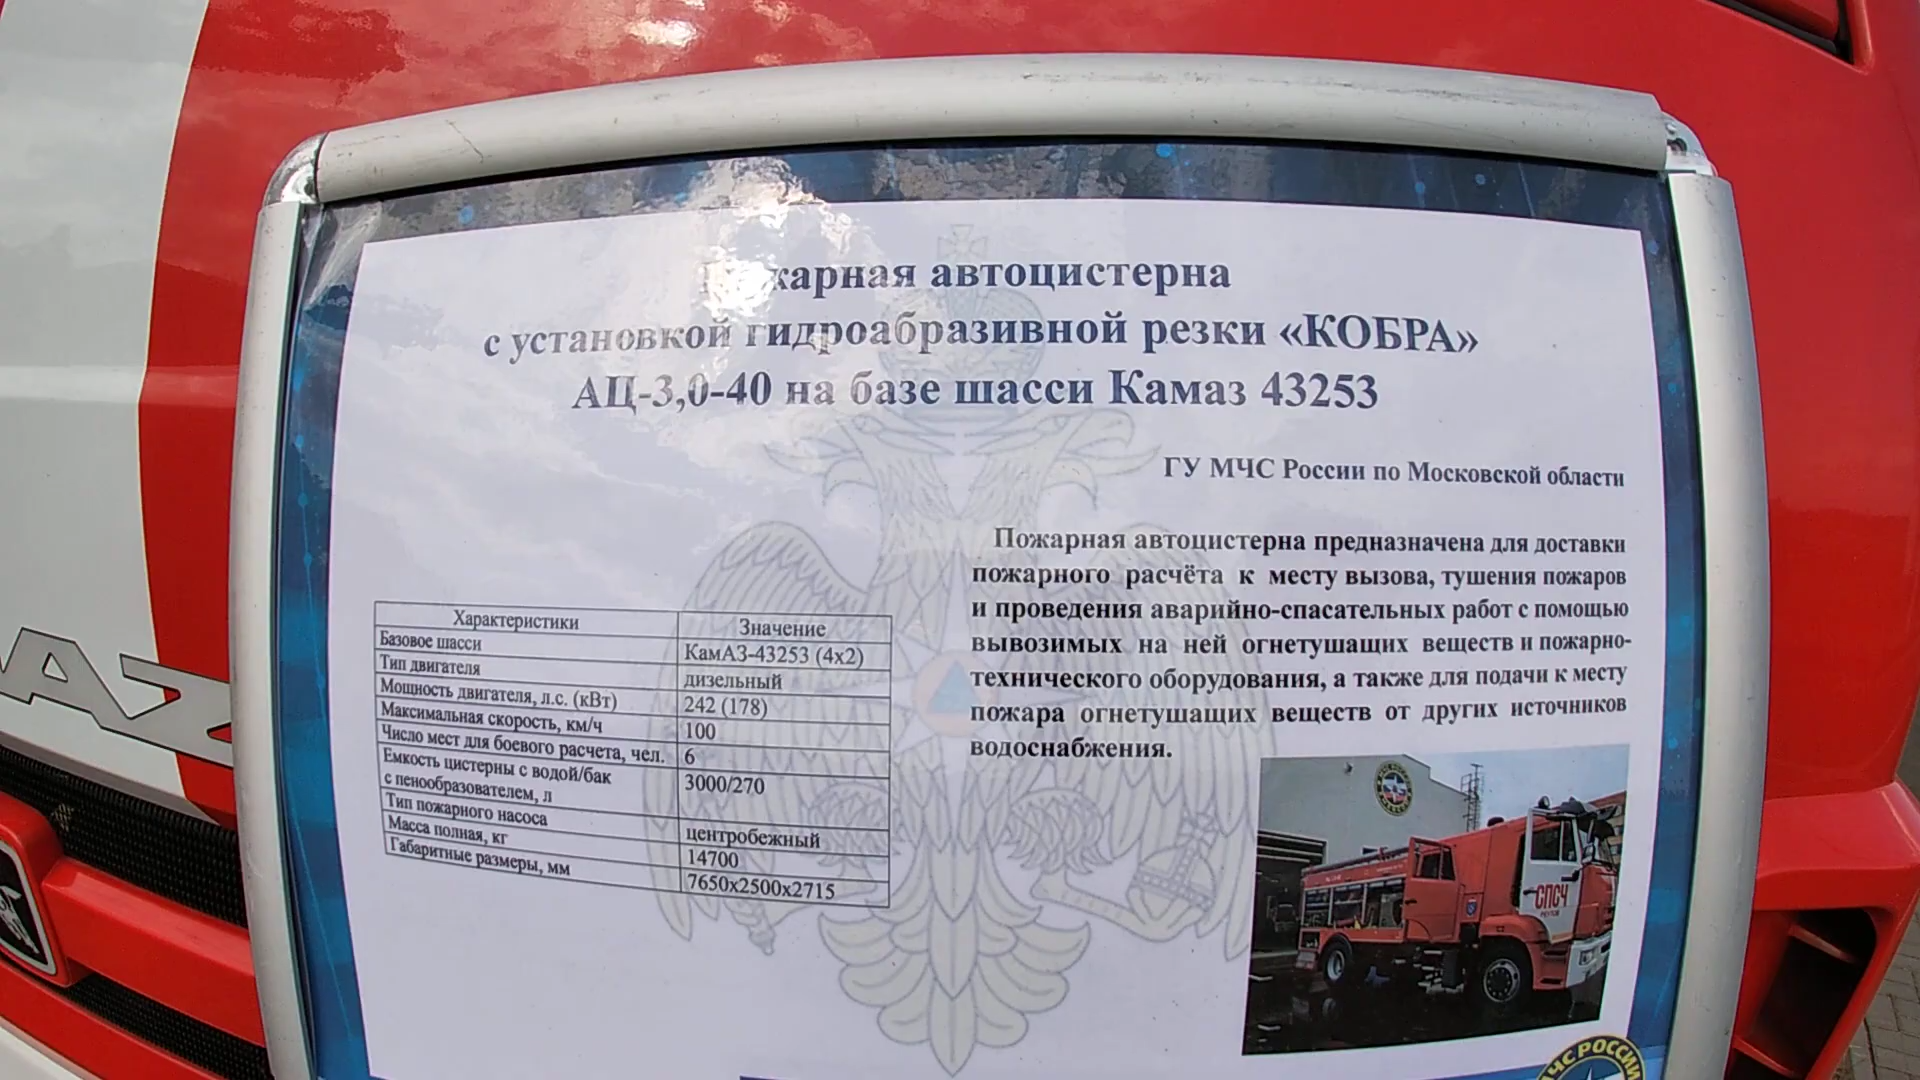 Пожарная автоцистерна
с установкой гидроабразивной резки «КОБРА»
АЦ-3,0-40 на базе шасси Камаз 43253
ГУ МЧС России по Московской области
Пожарная автоцистерна предназначена для доставки
пожарного расчёта к месту вызова, тушения пожаров
и проведения аварийно-спасательных работ с помощью
вывозимых на ней огнетушащих веществ и пожарно-
технического оборудования, а также для подачи к месту
пожара огнетушащих веществ от других источников
водоснабжения.
Характеристики Значение
Базовое шасси КамАЗ-43253 (4х2)
Тип двигателя дизельный
Мощность двигателя, л.с. (кВт) 242 (178)
Максимальная скорость, км/ч 100
Число мест для боевого расчета, чел. 6
Емкость цистерны с водой/бак
с пенообразователем, л 3000/270
Тип пожарного насоса центробежный
Масса полная, кг 14700
Габаритные размеры, мм 7650х2500х2715
СПСЧ
РЕУТОВ
МЧС РОССИИ
AZ